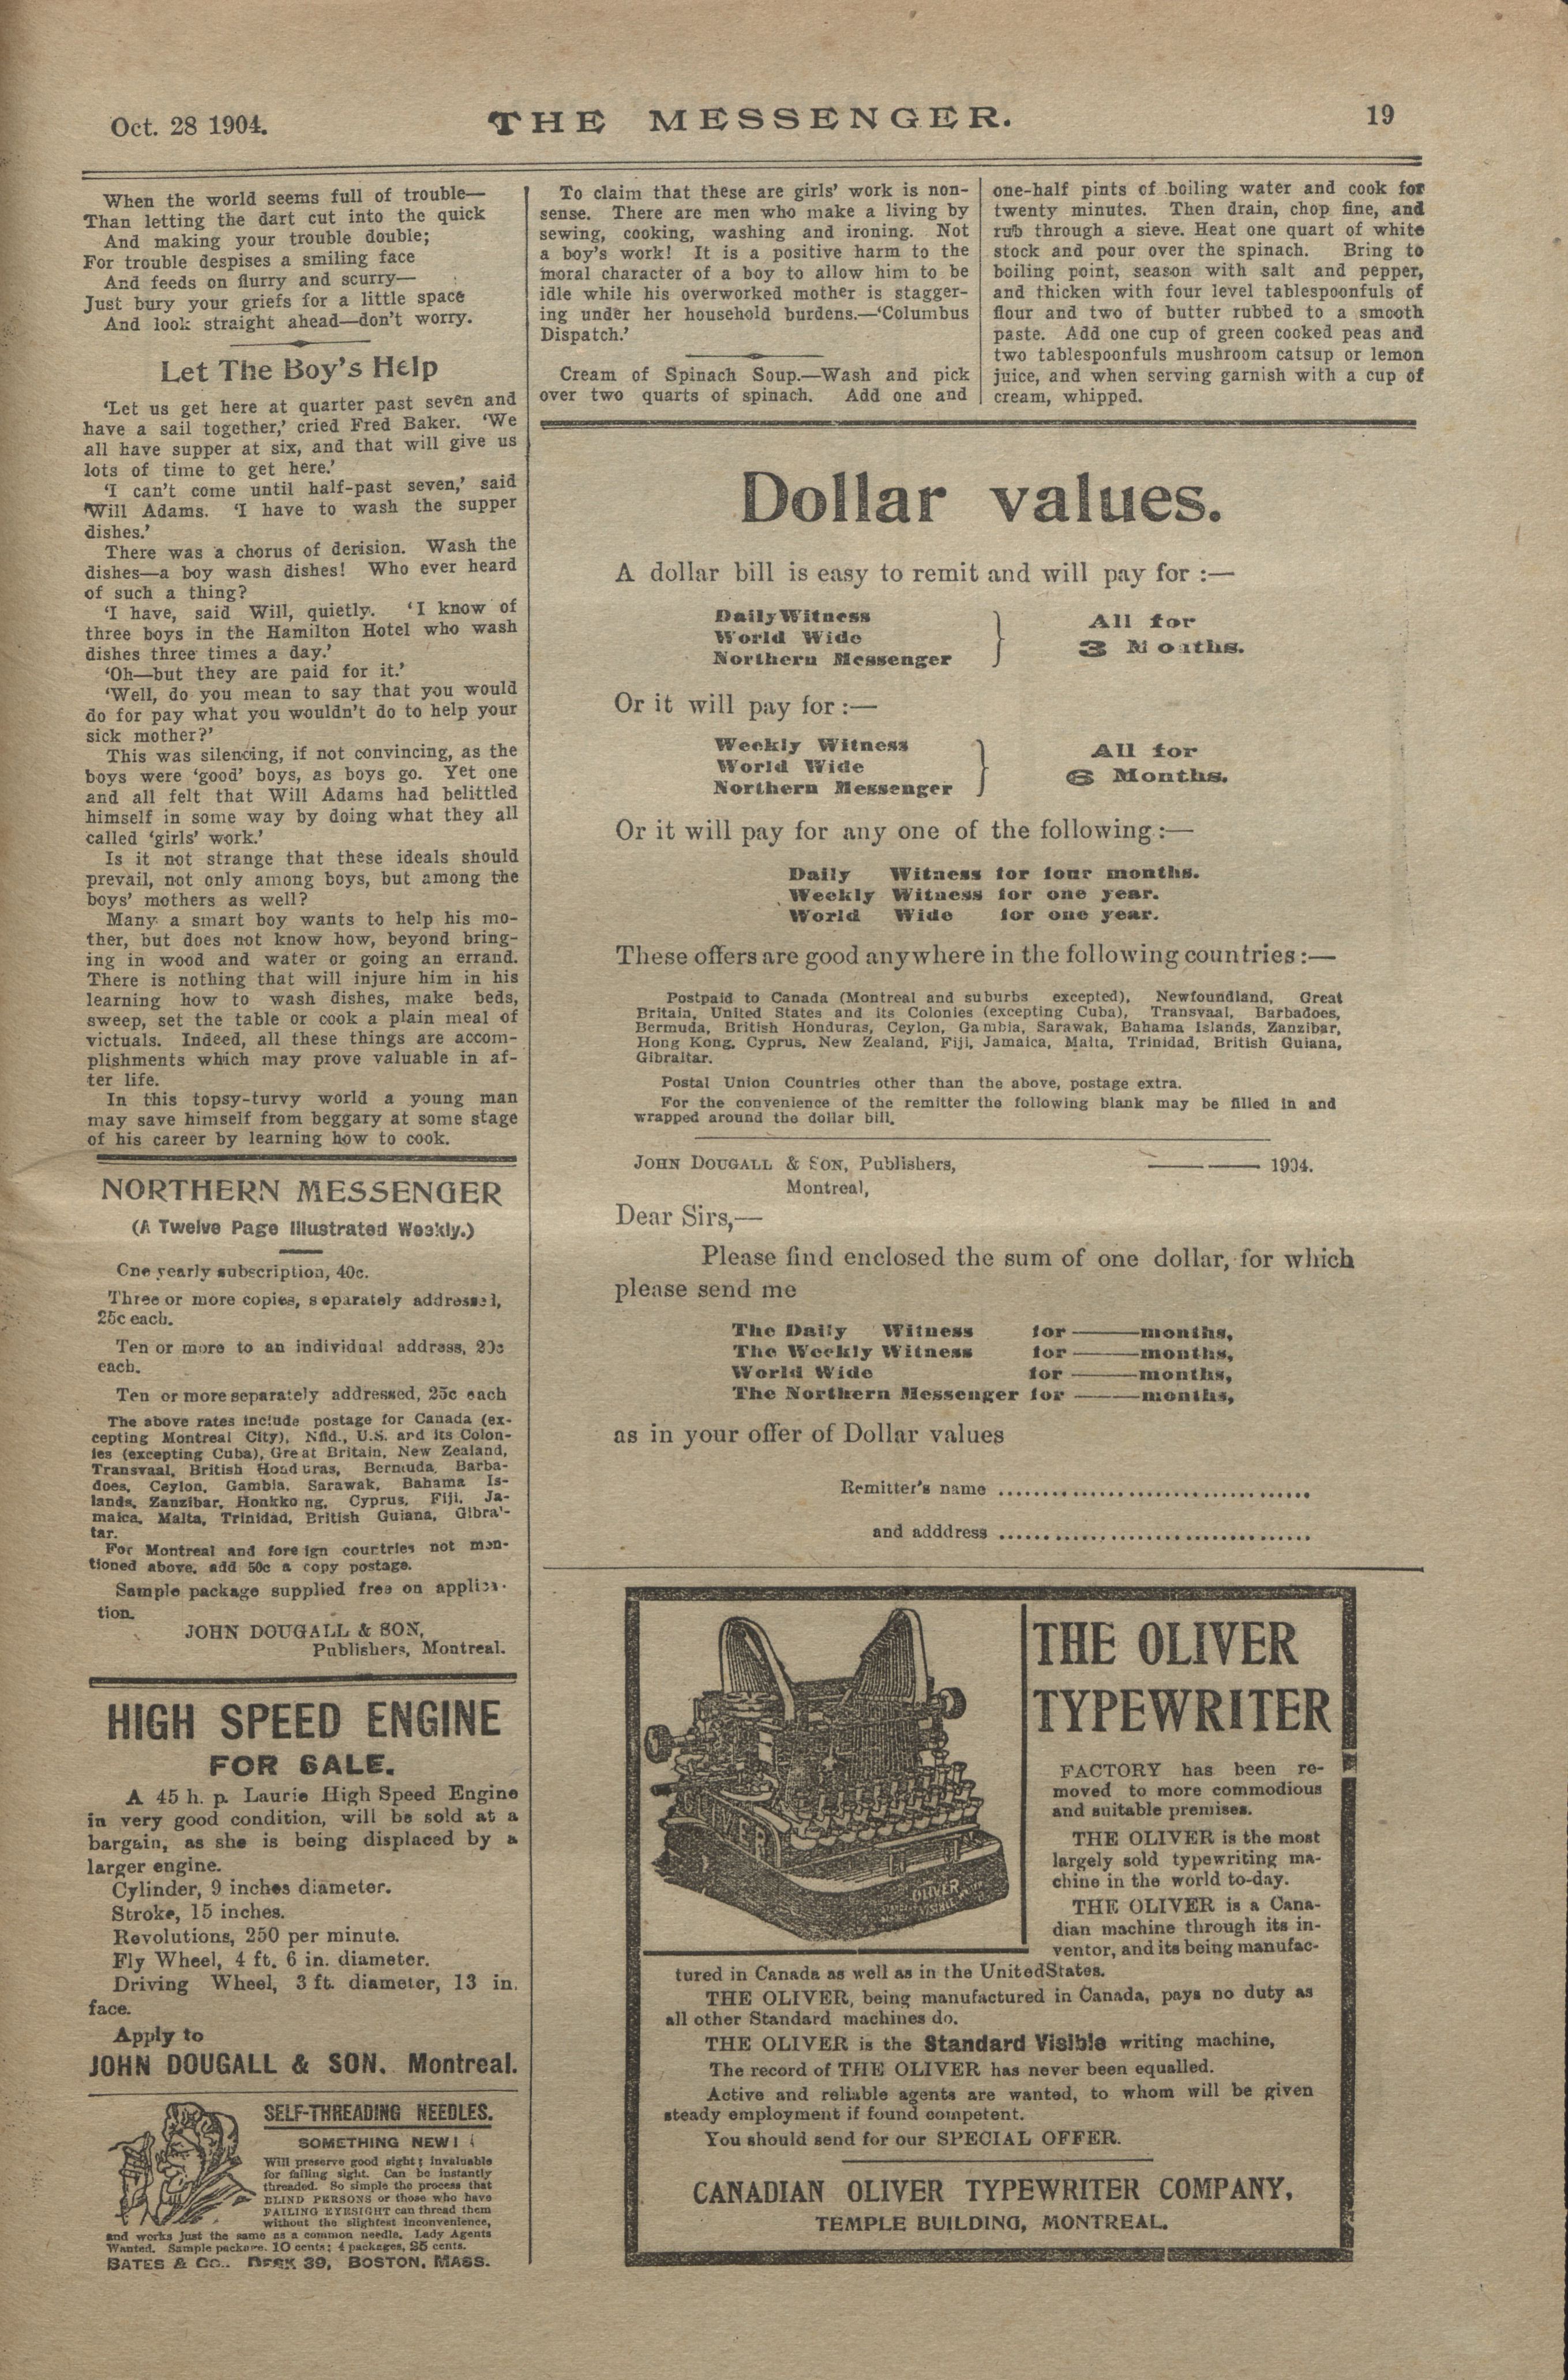 Oct. 28 1904.
THE MESSENGER.
19
When the world seems full of trouble—
Than letting the dart cut into the quick
And making your trouble double;
For trouble despises a smiling face
And feeds on flurry and scurry—
Just bury your griefs for a little space
And look straight ahead—don't worry.
Let The Boy's Help
'Let us get here at quarter past seven and
have a sail together,' cried Fred Baker. 'We
all have supper at six, and that will give us
lots of time to get here.'
'I can't come until half-past seven,' said
Will Adams. 'I have to wash the supper
dishes.'
There was a chorus of derision. Wash the
dishes—a boy wash dishes! Who ever heard
of such a thing?
'I have, said Will, quietly. 'I know of
three boys in the Hamilton Hotel who wash
dishes three times a day.'
'Oh—but they are paid for it.'
'Well, do you mean to say that you would
do for pay what you wouldn't do to help your
sick mother?'
This was silencing, if not convincing, as the
boys were 'good' boys, as boys go. Yet one
and all felt that Will Adams had belittled
himself in some way by doing what they all
called 'girls' work.'
Is it not strange that these ideals should
prevail, not only among boys, but among the
boys' mothers as well?
Many a smart boy wants to help his mo-
ther, but does not know how, beyond bring-
ing in wood and water or going an errand.
There is nothing that will injure him in his
learning how to wash dishes, make beds,
sweep, set the table or cook a plain meal of
victuals. Indeed, all these things are accom-
plishments which may prove valuable in af-
ter life.
In this topsy-turvy world a young man
may save himself from beggary at some stage
of his career by learning how to cook.
NORTHERN MESSENGER
(A Twelve Page Illustrated Weekly.)
One yearly subscription, 40c.
Three or more copies, separately addressed,
25c each.
Ten or more to an individual address, 20c
each.
Ten or more separately addressed, 25c each
The above rates include postage for Canada (ex-
cepting Montreal City), Nfld., U.S. and its Colon-
ies (excepting Cuba), Great Britain, New Zealand,
Transvaal, British Honduras, Bermuda, Barba-
does, Ceylon, Gambia, Sarawak, Bahama Is-
lands, Zanzibar, Honkkong, Cyprus, Fiji, Ja-
maica, Malta, Trinidad, British Guiana, Gibral-
tar.
For Montreal and foreign countries not men-
tioned above, add 50c a copy postage.
Sample package supplied free on applica-
tion.
JOHN DOUGALL & SON,
Publishers, Montreal.
HIGH SPEED ENGINE
FOR SALE.
A 45 h. p. Laurie High Speed Engine
in very good condition, will be sold at a
bargain, as she is being displaced by a
larger engine.
Cylinder, 9 inches diameter.
Stroke, 15 inches.
Revolutions, 250 per minute.
Fly Wheel, 4 ft. 6 in. diameter.
Driving Wheel, 3 ft. diameter, 13 in.
face.
Apply to
JOHN DOUGALL & SON. Montreal.
SELF-THREADING NEEDLES.
SOMETHING NEW!
Will preserve good sight; invaluable
for failing sight. Can be instantly
threaded. So simple the process that
BLIND PERSONS or those who have
FAILING EYESIGHT can thread them
without the slightest inconvenience,
and works just the same as a common needle. Lady Agents
Wanted. Sample package. 10 cents; 4 packages, 25 cents.
BATES & CO.. DESK 39, BOSTON, MASS.
To claim that these are girls' work is non-
sense. There are men who make a living by
sewing, cooking, washing and ironing. Not
a boy's work! It is a positive harm to the
moral character of a boy to allow him to be
idle while his overworked mother is stagger-
ing under her household burdens.—'Columbus
Dispatch.'
Cream of Spinach Soup.—Wash and pick
over two quarts of spinach. Add one and
one-half pints of boiling water and cook for
twenty minutes. Then drain, chop fine, and
rub through a sieve. Heat one quart of white
stock and pour over the spinach. Bring to
boiling point, season with salt and pepper,
and thicken with four level tablespoonfuls of
flour and two of butter rubbed to a smooth
paste. Add one cup of green cooked peas and
two tablespoonfuls mushroom catsup or lemon
juice, and when serving garnish with a cup of
cream, whipped.
Dollar values.
A dollar bill is easy to remit and will pay for :—
Daily Witness
World Wide
Northern Messenger
All for
3 Months.
Or it will pay for :—
Weekly Witness
World Wide
Northern Messenger
All for
6 Months.
Or it will pay for any one of the following :—
Daily Witness for four months.
Weekly Witness for one year.
World Wide for one year.
These offers are good anywhere in the following countries :—
Postpaid to Canada (Montreal and suburbs excepted), Newfoundland, Great
Britain, United States and its Colonies (excepting Cuba), Transvaal, Barbadoes,
Bermuda, British Honduras, Ceylon, Gambia, Sarawak, Bahama Islands, Zanzibar,
Hong Kong, Cyprus, New Zealand, Fiji, Jamaica, Malta, Trinidad, British Guiana,
Gibraltar.
Postal Union Countries other than the above, postage extra.
For the convenience of the remitter the following blank may be filled in and
wrapped around the dollar bill.
JOHN DOUGALL & SON, Publishers,
—— —— 1904.
Montreal,
Dear Sirs,—
Please find enclosed the sum of one dollar, for which
please send me
The Daily Witness for ——months,
The Weekly Witness for ——months,
World Wide for ——months,
The Northern Messenger for ——months,
as in your offer of Dollar values
Remitter's name ..................................
and adddress ..................................
OLIVER
THE OLIVER
TYPEWRITER
FACTORY has been re-
moved to more commodious
and suitable premises.
THE OLIVER is the most
largely sold typewriting ma-
chine in the world to-day.
THE OLIVER is a Cana-
dian machine through its in-
ventor, and its being manufac-
tured in Canada as well as in the United States.
THE OLIVER, being manufactured in Canada, pays no duty as
all other Standard machines do.
THE OLIVER is the Standard Visible writing machine,
The record of THE OLIVER has never been equalled.
Active and reliable agents are wanted, to whom will be given
steady employment if found competent.
You should send for our SPECIAL OFFER.
CANADIAN OLIVER TYPEWRITER COMPANY,
TEMPLE BUILDING, MONTREAL.